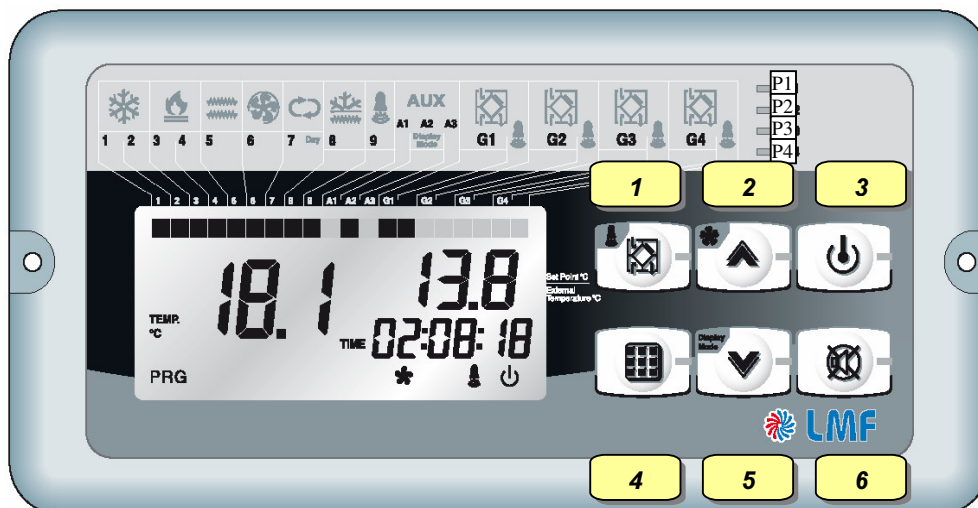 P1
P2
P3
P4
AUX
A1 A2 A3
Display Mode
1 2 3 4 5 6 7 Day 8 9 G1 G2 G3 G4
1 2 3
1 2 3 4 5 6 7 8 9 A1 A2 A3 G1 G2 G3 G4
18.1
13.8
Set Point °C
External
Temperature °C
TEMP.
°C
TIME 02:08:18
Display
Mode
PRG
LMF
4 5 6